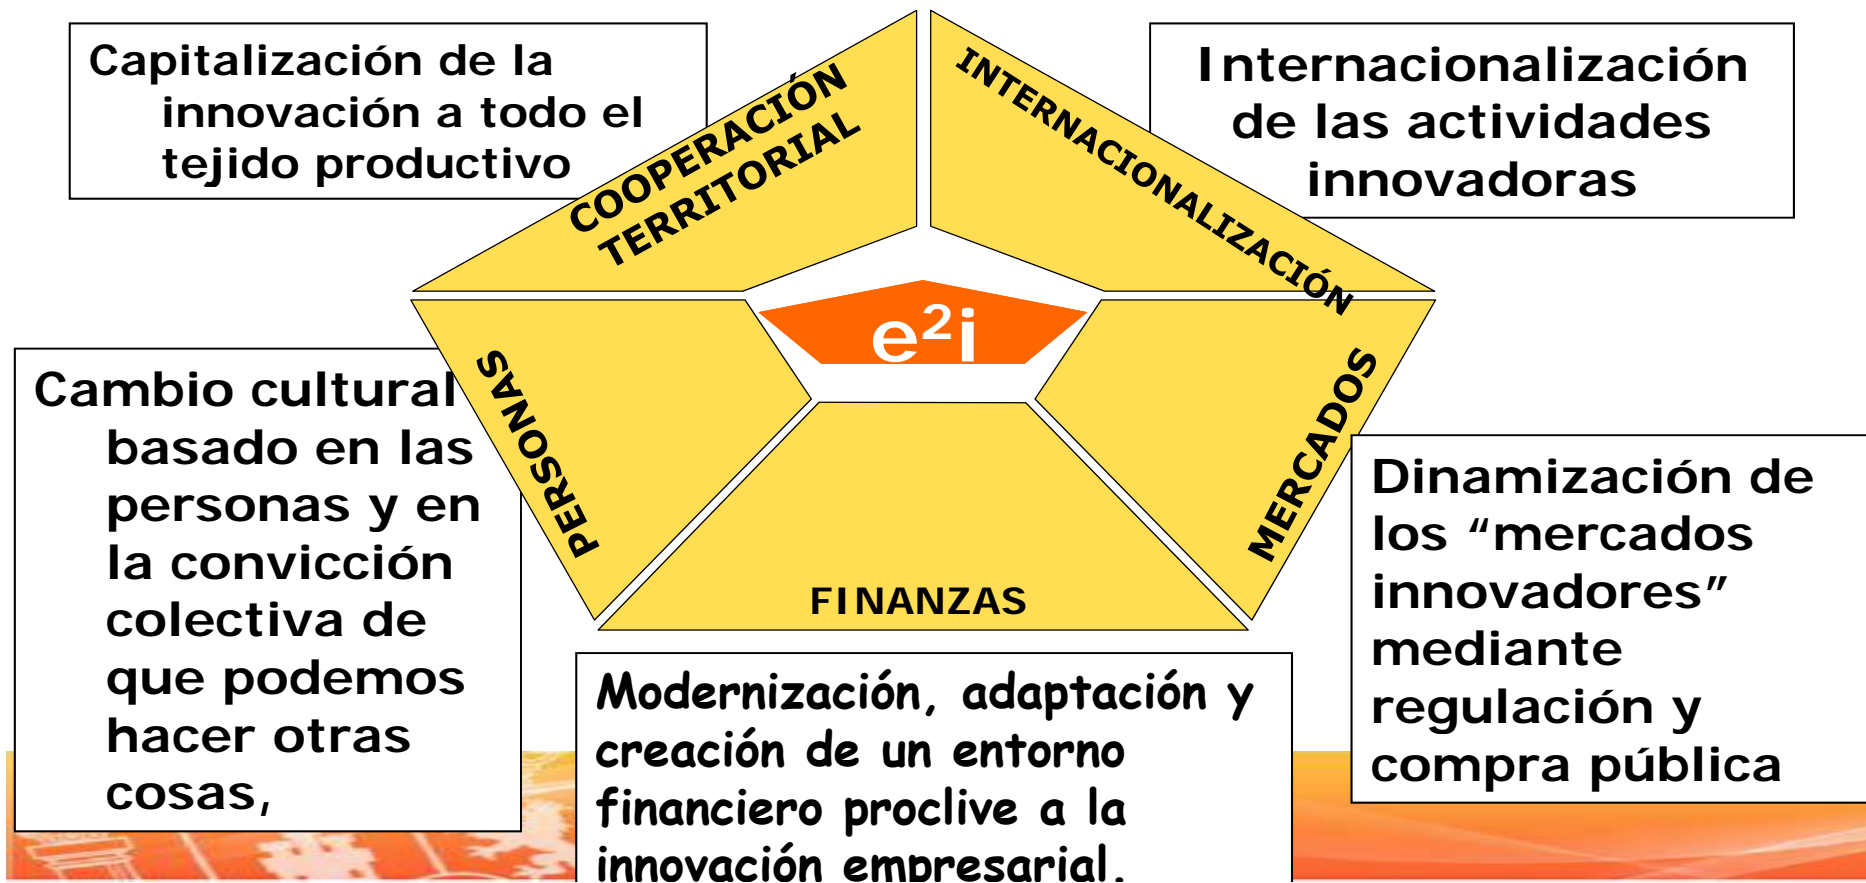 Capitalización de la
innovación a todo el
tejido productivo
COOPERACIÓN
TERRITORIAL
INTERNACIONALIZACIÓN
Internacionalización
de las actividades
innovadoras
e²i
PERSONAS
Cambio cultural
basado en las
personas y en
la convicción
colectiva de
que podemos
hacer otras
cosas,
MERCADOS
Dinamización de
los “mercados
innovadores”
mediante
regulación y
compra pública
FINANZAS
Modernización, adaptación y
creación de un entorno
financiero proclive a la
innovación empresarial.